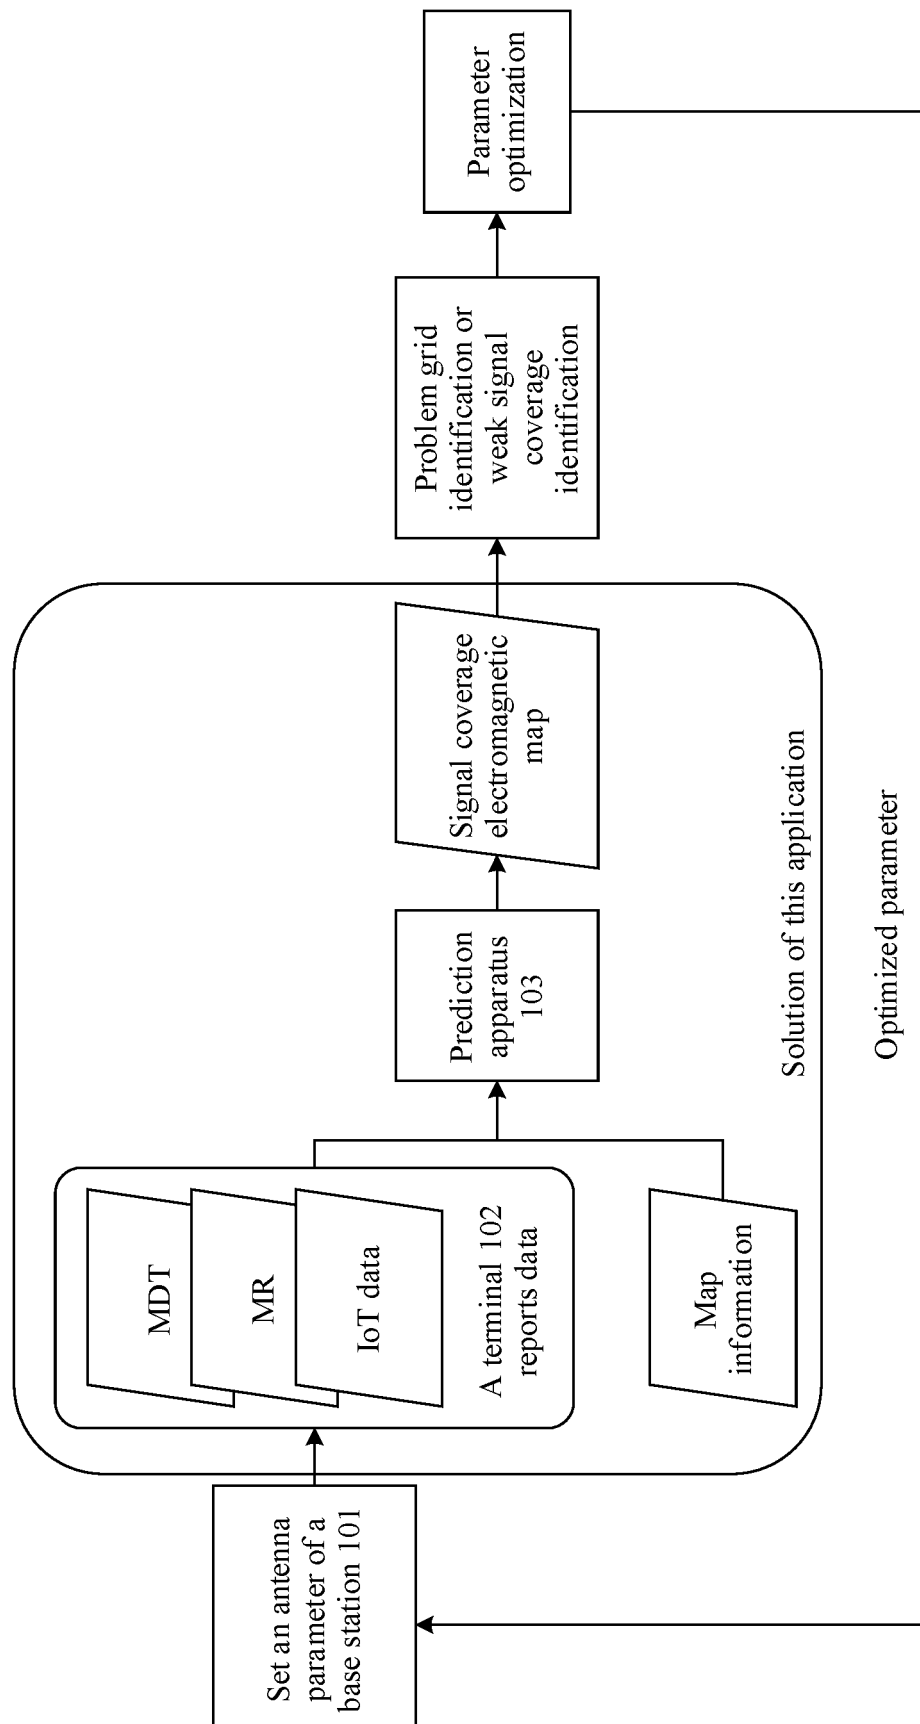 Set an antenna
parameter of a
base station 101
MDT
MR
IoT data
A terminal 102
reports data
Map
information
Prediction
apparatus
103
Signal coverage
electromagnetic
map
Solution of this application
Problem grid
identification or
weak signal
coverage
identification
Parameter
optimization
Optimized parameter